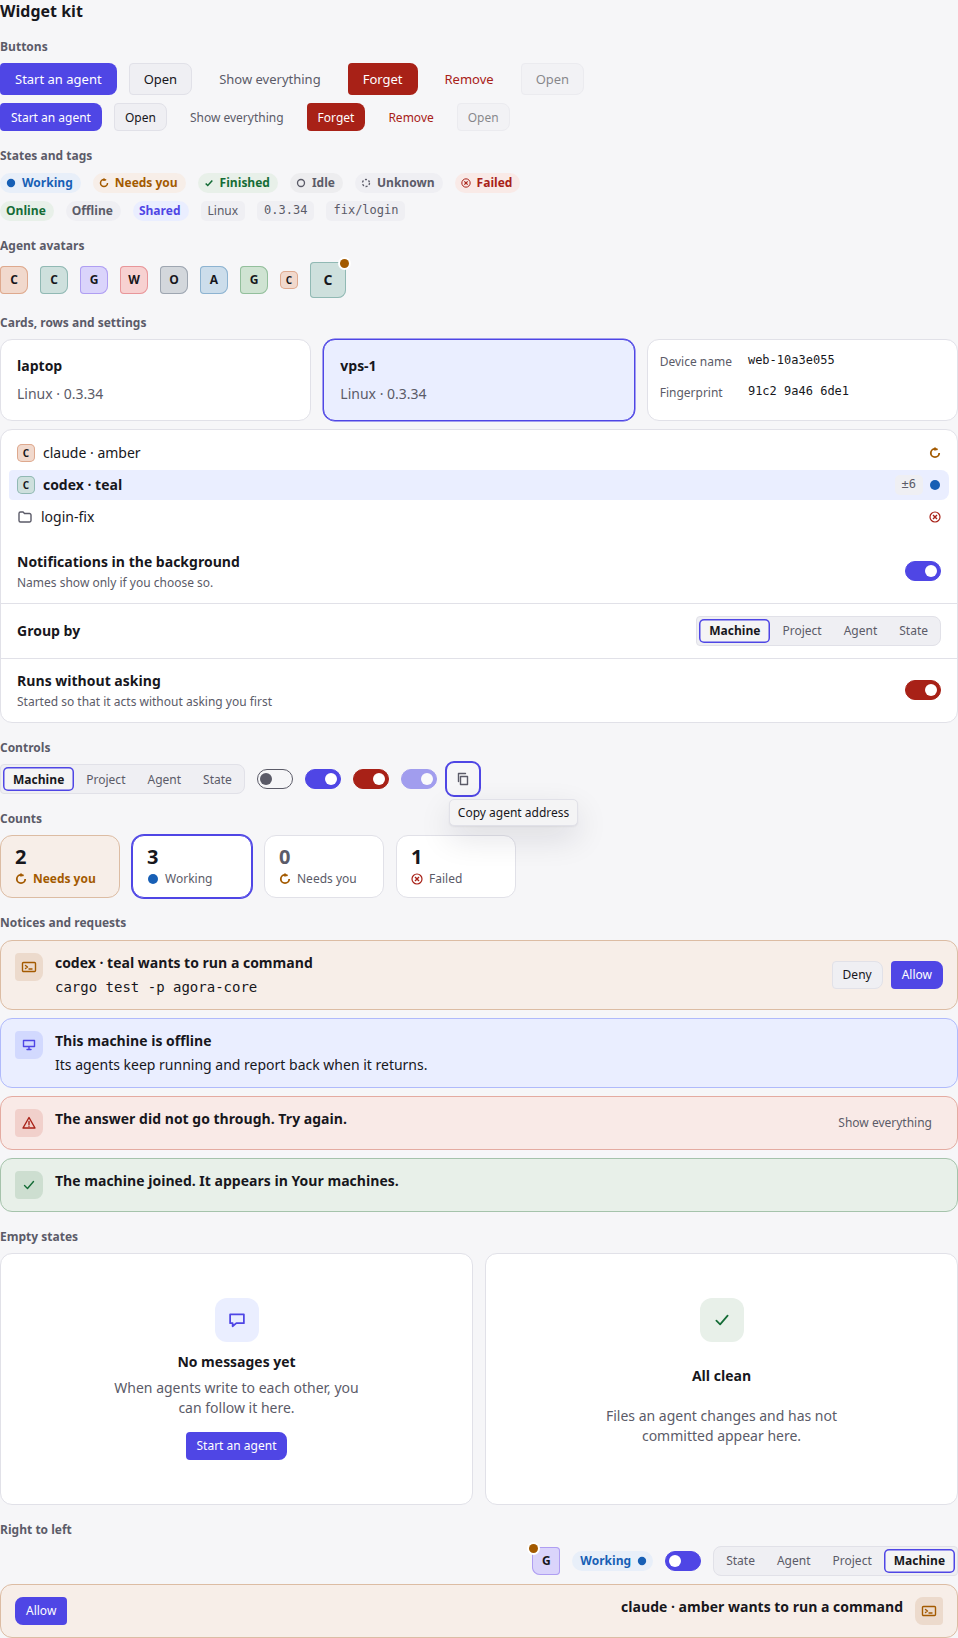 Widget kit
Buttons
Start an agent Open Show everything Forget Remove Open
Start an agent Open Show everything Forget Remove Open
States and tags
Working Needs you Finished Idle Unknown Failed
Online Offline Shared Linux 0.3.34 fix/login
Agent avatars
C C G W O A G C C
Cards, rows and settings
laptop
Linux · 0.3.34
vps-1
Linux · 0.3.34
Device name web-10a3e055
Fingerprint 91c2 9a46 6de1
C claude · amber
C codex · teal ±6
login-fix
Notifications in the background
Names show only if you choose so.
Group by Machine Project Agent State
Runs without asking
Started so that it acts without asking you first
Controls
Machine Project Agent State
Copy agent address
Counts
2
Needs you
3
Working
0
Needs you
1
Failed
Notices and requests
codex · teal wants to run a command
cargo test -p agora-core
Deny Allow
This machine is offline
Its agents keep running and report back when it returns.
The answer did not go through. Try again. Show everything
The machine joined. It appears in Your machines.
Empty states
No messages yet
When agents write to each other, you
can follow it here.
Start an agent
All clean
Files an agent changes and has not
committed appear here.
Right to left
G Working State Agent Project Machine
Allow claude · amber wants to run a command